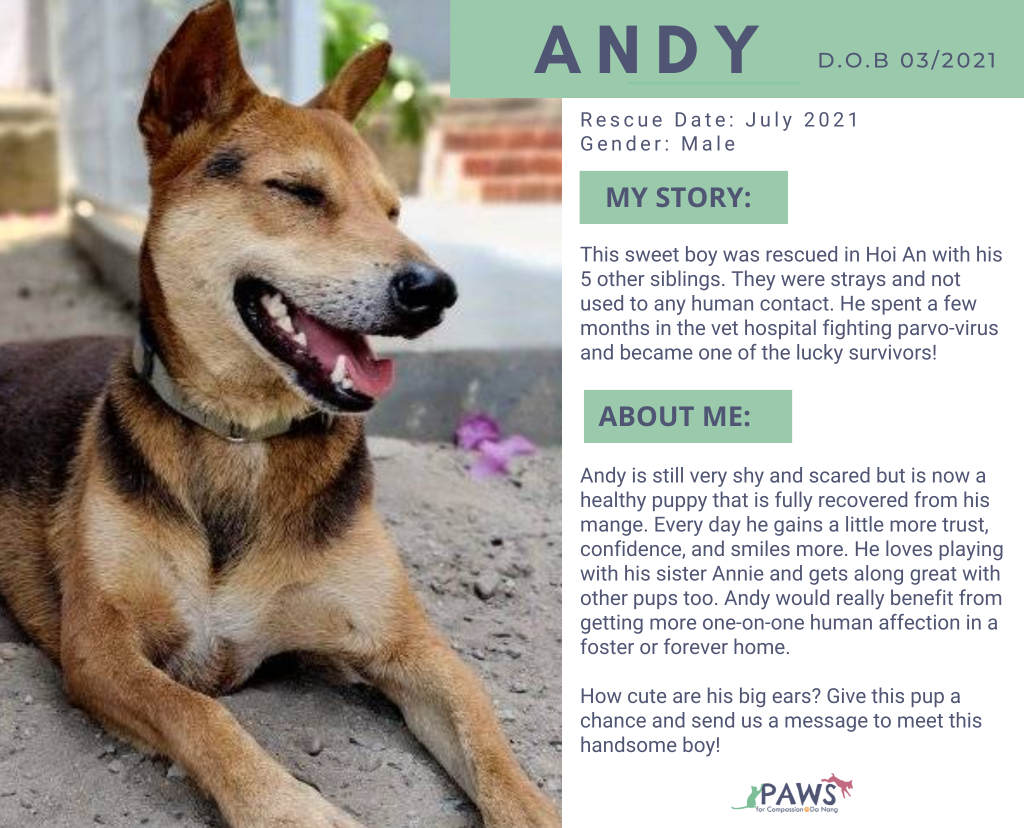 ANDY
D.O.B 03/2021
Rescue Date: July 2021
Gender: Male
MY STORY:
This sweet boy was rescued in Hoi An with his
5 other siblings. They were strays and not
used to any human contact. He spent a few
months in the vet hospital fighting parvo-virus
and became one of the lucky survivors!
ABOUT ME:
Andy is still very shy and scared but is now a
healthy puppy that is fully recovered from his
mange. Every day he gains a little more trust,
confidence, and smiles more. He loves playing
with his sister Annie and gets along great with
other pups too. Andy would really benefit from
getting more one-on-one human affection in a
foster or forever home.
How cute are his big ears? Give this pup a
chance and send us a message to meet this
handsome boy!
PAWS
for Compassion@Da Nang